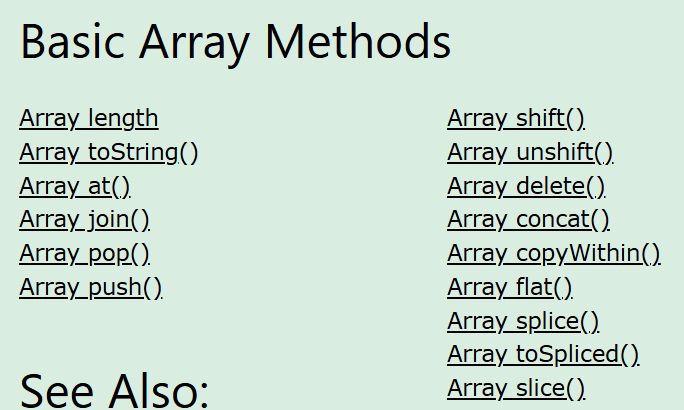 Basic Array Methods
Array length
Array toString()
Array at()
Array join()
Array pop()
Array push()
Array shift()
Array unshift()
Array delete()
Array concat()
Array copyWithin()
Array flat()
Array splice()
Array toSpliced()
Array slice()
See Also: